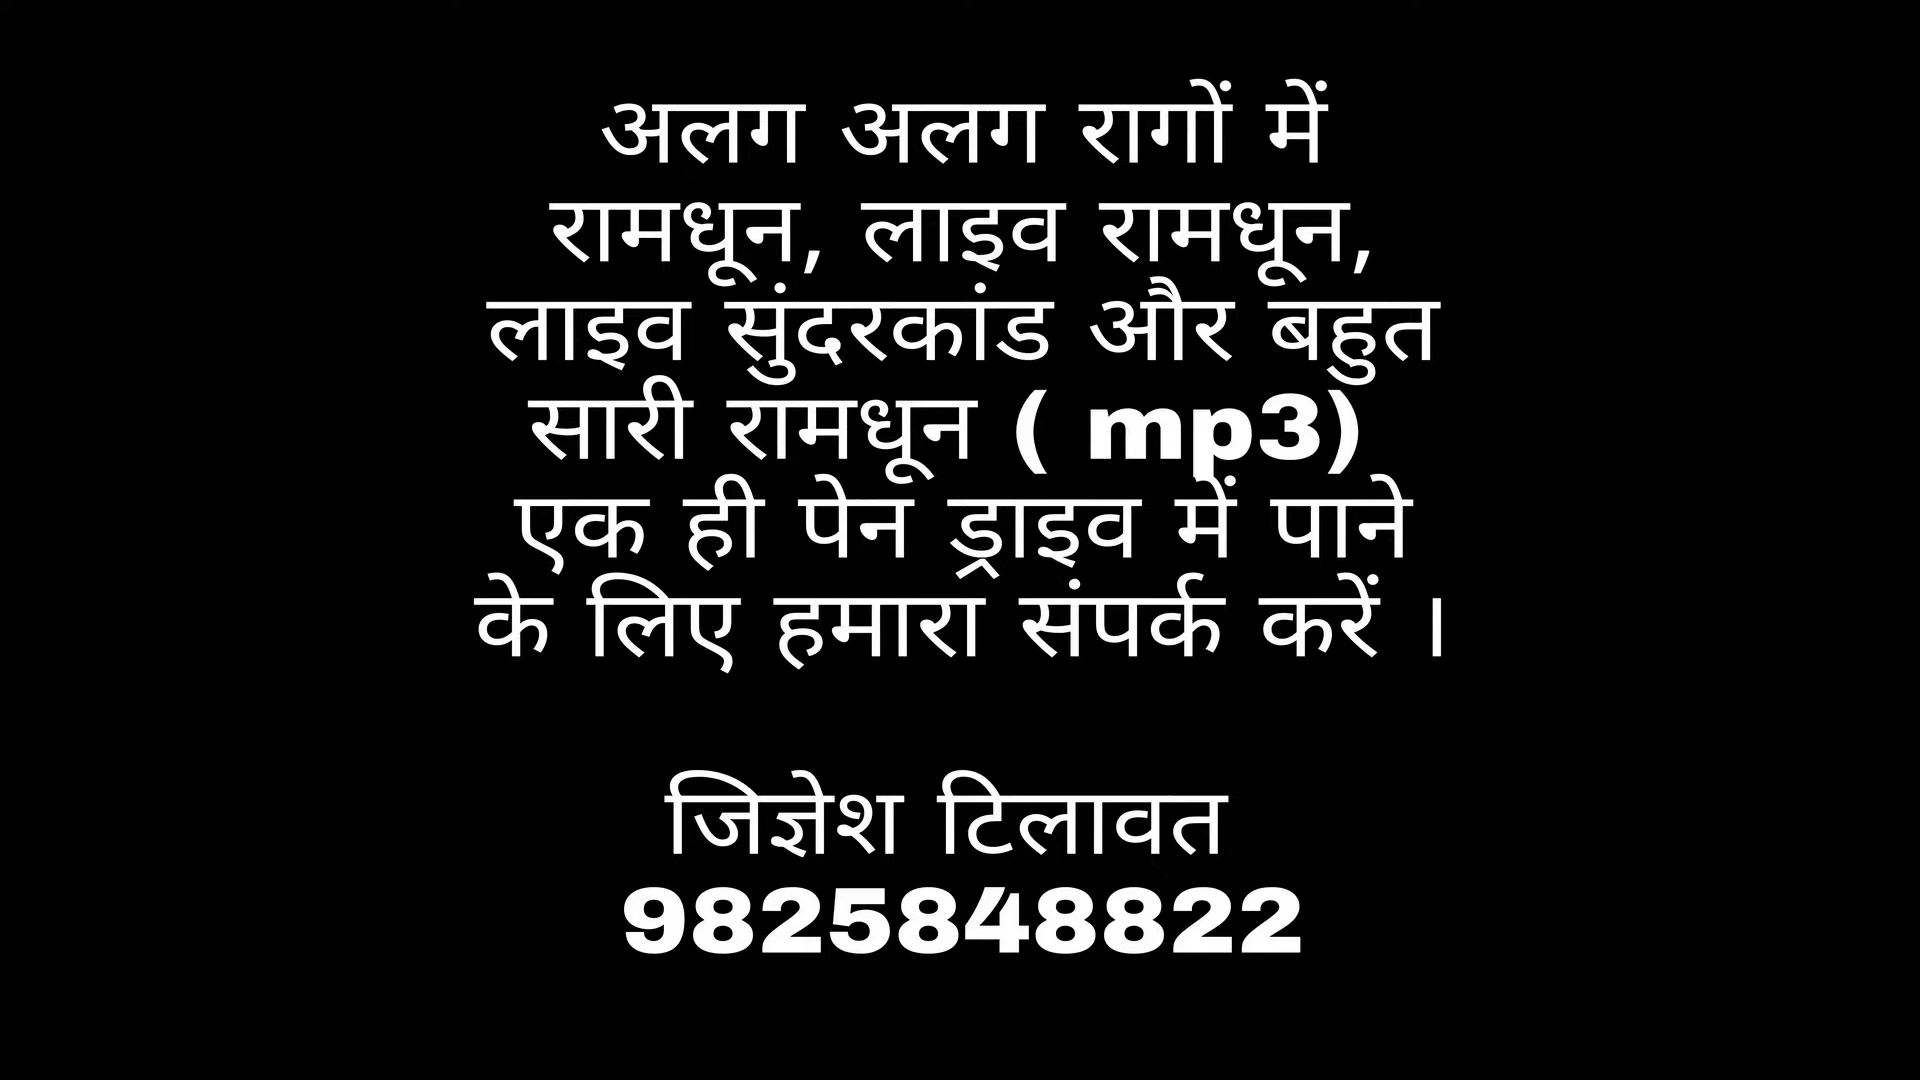 अलग अलग रागों में
रामधून, लाइव रामधून,
लाइव सुंदरकांड और बहुत
सारी रामधून ( mp3)
एक ही पेन ड्राइव में पाने
के लिए हमारा संपर्क करें ।
जिज्ञेश टिलावत
9825848822